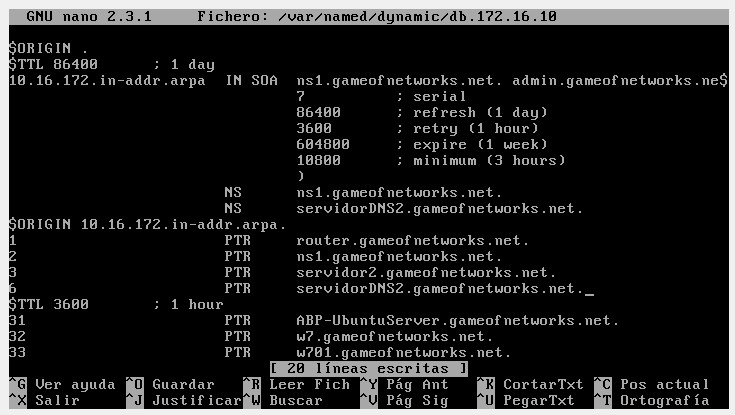 GNU nano 2.3.1 Fichero: /var/named/dynamic/db.172.16.10
$ORIGIN .
$TTL 86400 ; 1 day
10.16.172.in-addr.arpa IN SOA ns1.gameofnetworks.net. admin.gameofnetworks.ne$
7 ; serial
86400 ; refresh (1 day)
3600 ; retry (1 hour)
604800 ; expire (1 week)
10800 ; minimum (3 hours)
)
NS ns1.gameofnetworks.net.
NS servidorDNS2.gameofnetworks.net.
$ORIGIN 10.16.172.in-addr.arpa.
1 PTR router.gameofnetworks.net.
2 PTR ns1.gameofnetworks.net.
3 PTR servidor2.gameofnetworks.net.
6 PTR servidorDNS2.gameofnetworks.net.
$TTL 3600 ; 1 hour
31 PTR ABP-UbuntuServer.gameofnetworks.net.
32 PTR w7.gameofnetworks.net.
33 PTR w701.gameofnetworks.net.
[ 20 líneas escritas ]
^G Ver ayuda ^O Guardar ^R Leer Fich ^Y Pág Ant ^K CortarTxt ^C Pos actual
^X Salir ^J Justificar ^W Buscar ^V Pág Sig ^U PegarTxt ^T Ortografía